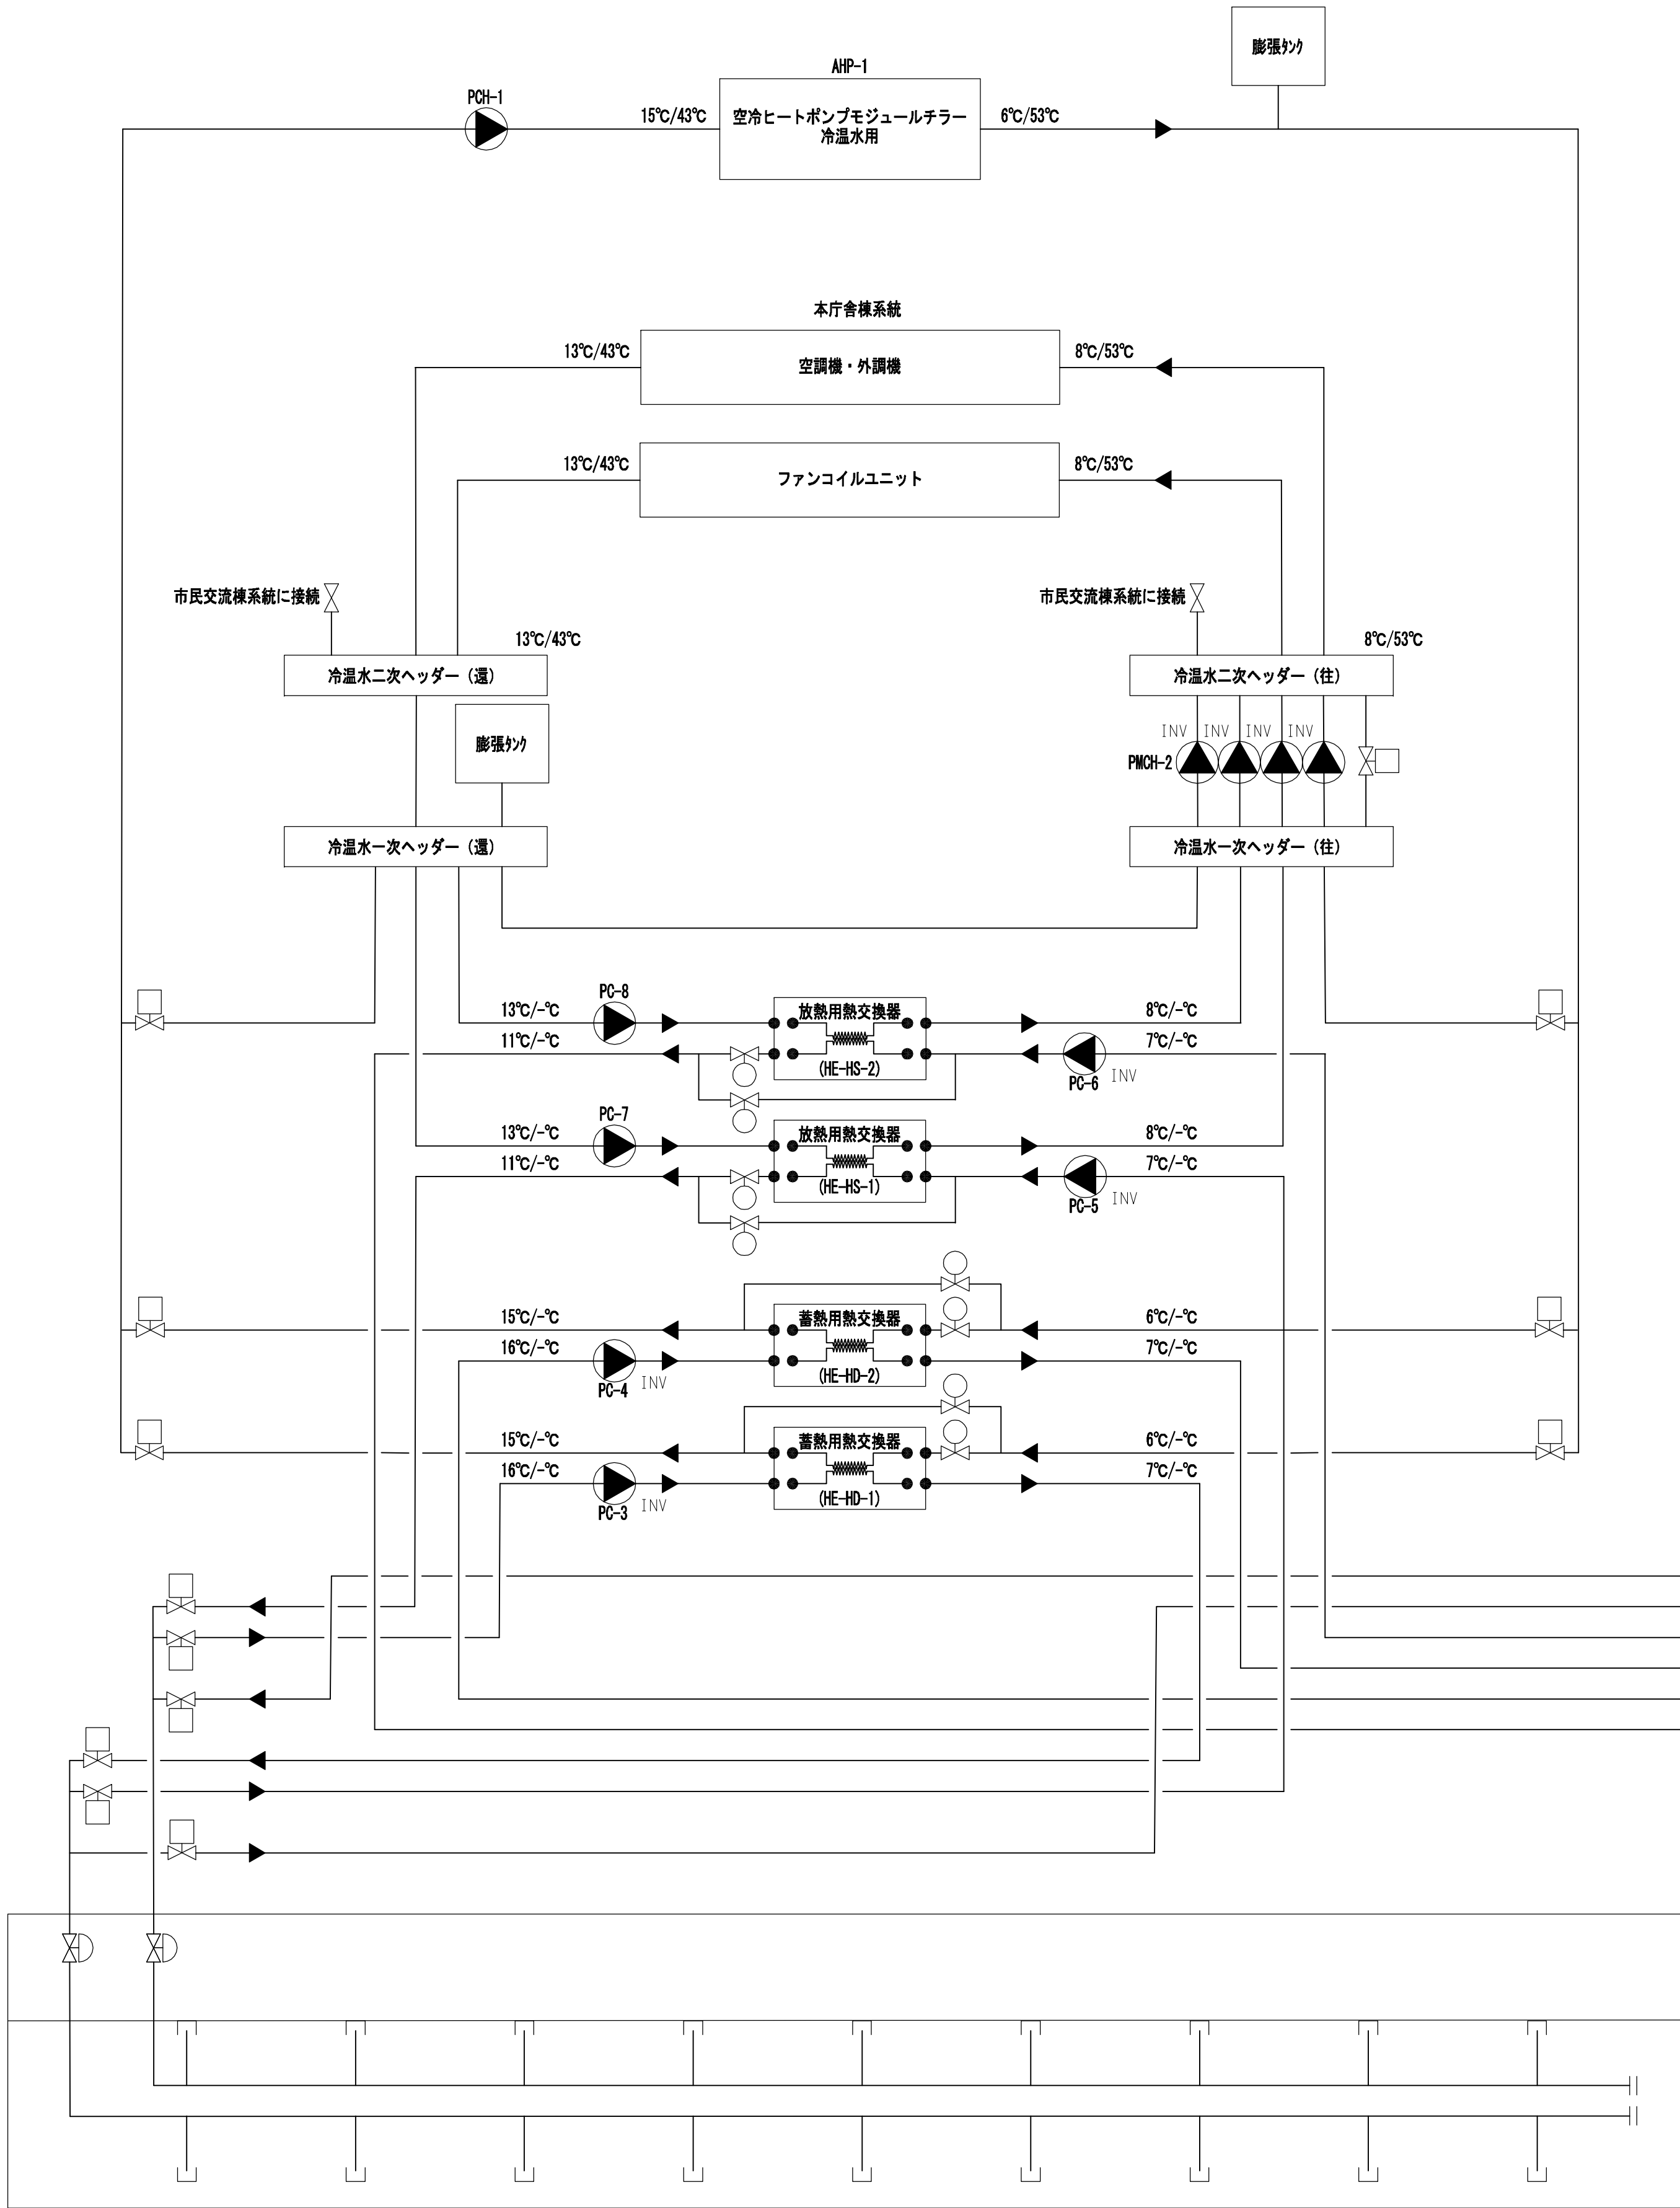 膨張ﾀﾝｸ
AHP-1
PCH-1
15℃/43℃
空冷ヒートポンプモジュールチラー
冷温水用
6℃/53℃
本庁舎棟系統
13℃/43℃
空調機・外調機
8℃/53℃
13℃/43℃
ファンコイルユニット
8℃/53℃
市民交流棟系統に接続
市民交流棟系統に接続
13℃/43℃
8℃/53℃
冷温水二次ヘッダー（還）
冷温水二次ヘッダー（往）
膨張ﾀﾝｸ
INV INV INV INV
PMCH-2
冷温水一次ヘッダー（還）
冷温水一次ヘッダー（往）
PC-8
13℃/-℃
放熱用熱交換器
8℃/-℃
11℃/-℃
7℃/-℃
(HE-HS-2)
PC-6
INV
PC-7
13℃/-℃
放熱用熱交換器
8℃/-℃
11℃/-℃
7℃/-℃
(HE-HS-1)
PC-5
INV
15℃/-℃
蓄熱用熱交換器
6℃/-℃
16℃/-℃
7℃/-℃
(HE-HD-2)
PC-4
INV
15℃/-℃
蓄熱用熱交換器
6℃/-℃
16℃/-℃
7℃/-℃
(HE-HD-1)
PC-3
INV